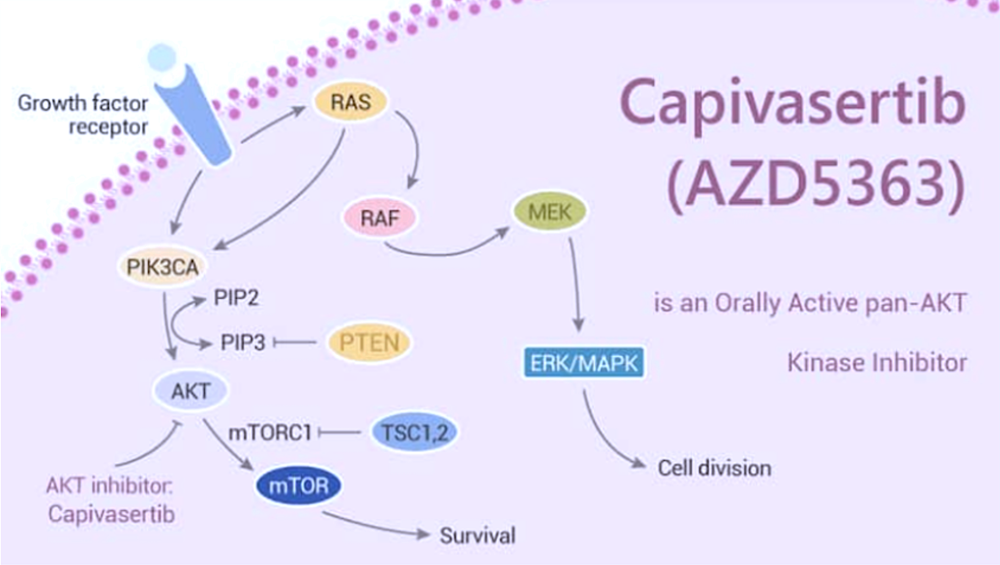 Growth factor
receptor
RAS
Capivasertib
(AZD5363)
RAF
MEK
PIK3CA
PIP2
is an Orally Active pan-AKT
PIP3
PTEN
ERK/MAPK
Kinase Inhibitor
AKT
mTORC1
TSC1,2
Cell division
AKT inhibitor:
Capivasertib
mTOR
Survival